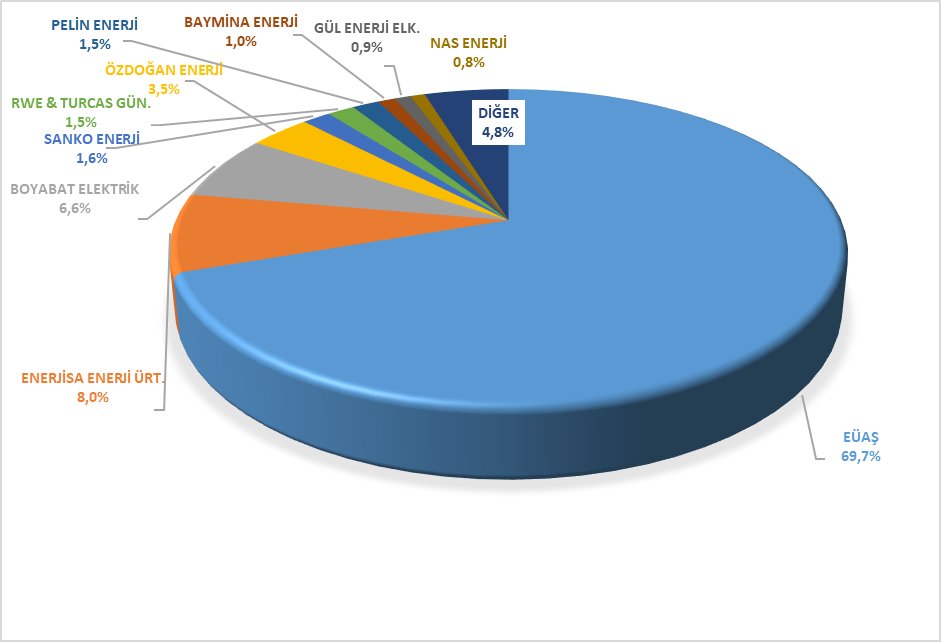 PELİN ENERJİ
1,5%
BAYMİNA ENERJİ
1,0%
GÜL ENERJİ ELK.
0,9%
NAS ENERJİ
0,8%
ÖZDOĞAN ENERJİ
3,5%
RWE & TURCAS GÜN.
1,5%
SANKO ENERJİ
1,6%
BOYABAT ELEKTRİK
6,6%
DİĞER
4,8%
ENERJİSA ENERJİ ÜRT.
8,0%
EÜAŞ
69,7%